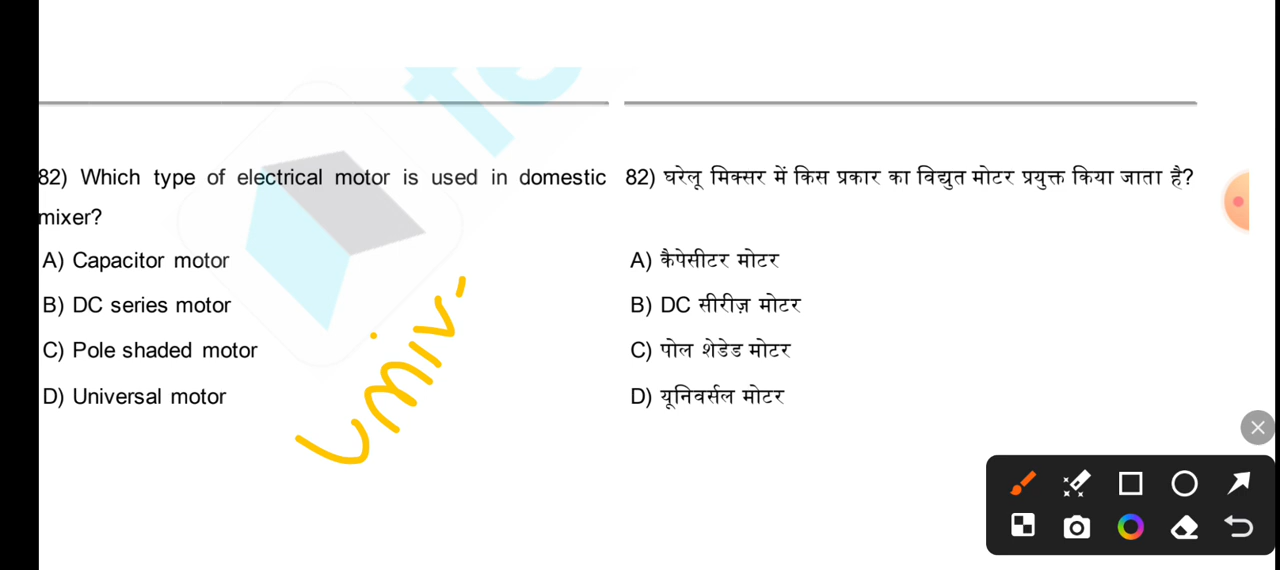 82) Which type of electrical motor is used in domestic
mixer?
A) Capacitor motor
B) DC series motor
C) Pole shaded motor
D) Universal motor
univ-
82) घरेलू मिक्सर में किस प्रकार का विद्युत मोटर प्रयुक्त किया जाता है?
A) कैपेसीटर मोटर
B) DC सीरीज़ मोटर
C) पोल शेडेड मोटर
D) यूनिवर्सल मोटर